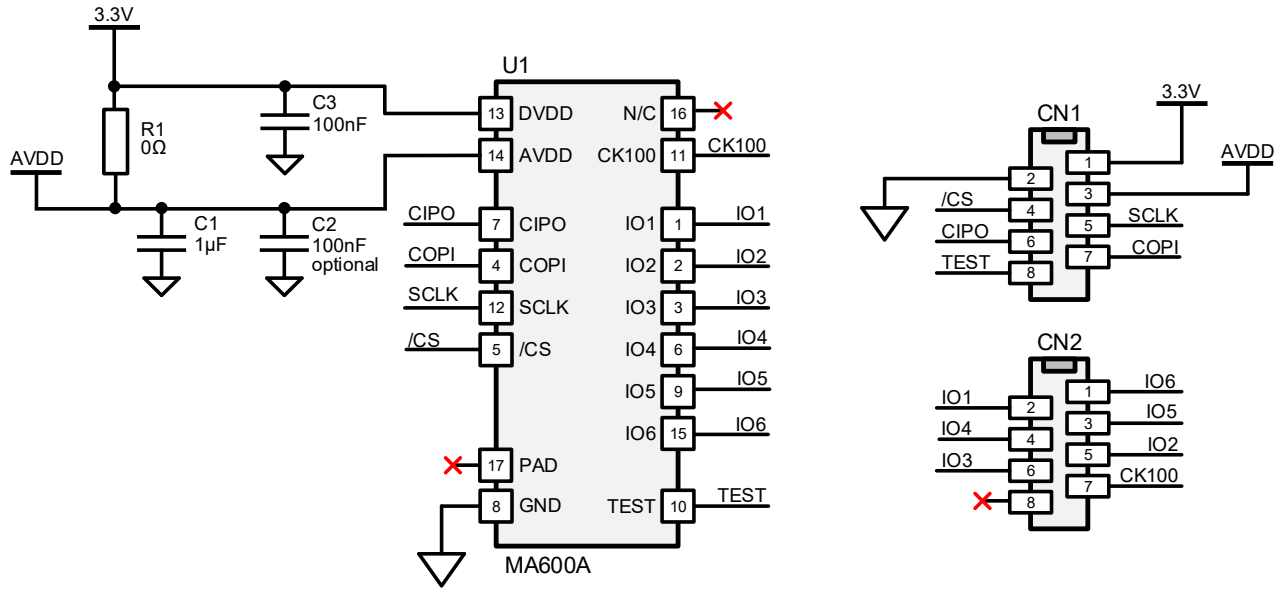 3.3V
U1
C3
100nF
R1
0Ω
AVDD
C1
1µF
C2
100nF
optional
13 DVDD
14 AVDD
CIPO 7 CIPO
COPI 4 COPI
SCLK 12 SCLK
/CS 5 /CS
17 PAD
8 GND
N/C 16
CK100 11 CK100
IO1 1 IO1
IO2 2 IO2
IO3 3 IO3
IO4 6 IO4
IO5 9 IO5
IO6 15 IO6
TEST 10 TEST
MA600A
CN1
3.3V
AVDD
1
2
3
/CS 4
5 SCLK
CIPO 6
7 COPI
TEST 8
CN2
1 IO6
IO1 2
3 IO5
IO4 4
5 IO2
IO3 6
7 CK100
8